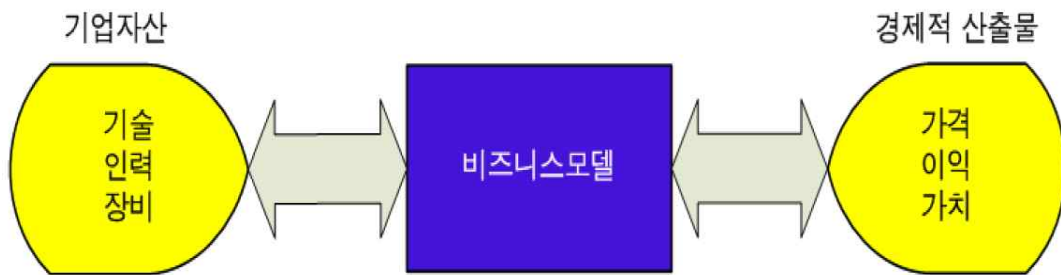 기업자산
경제적 산출물
기술
인력
장비
비즈니스모델
가격
이익
가치